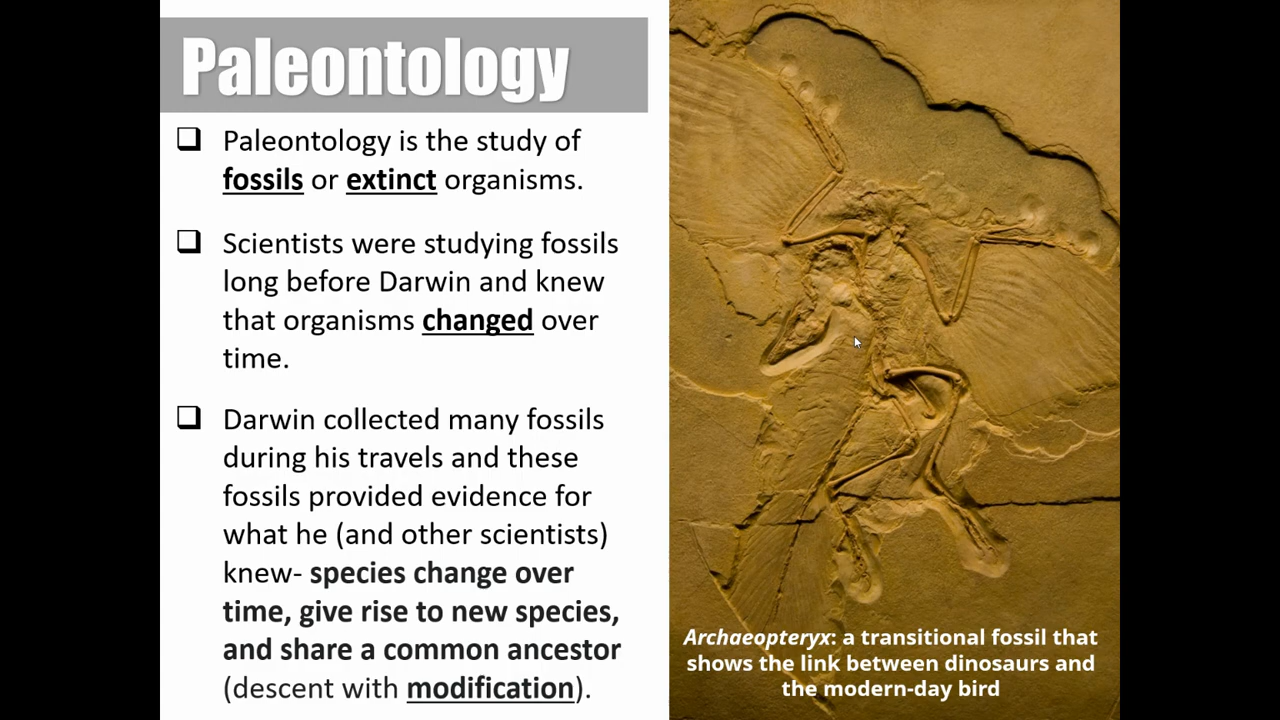 Paleontology
Paleontology is the study of
fossils or extinct organisms.
Scientists were studying fossils
long before Darwin and knew
that organisms changed over
time.
Darwin collected many fossils
during his travels and these
fossils provided evidence for
what he (and other scientists)
knew- species change over
time, give rise to new species,
and share a common ancestor
(descent with modification).
Archaeopteryx: a transitional fossil that
shows the link between dinosaurs and
the modern-day bird